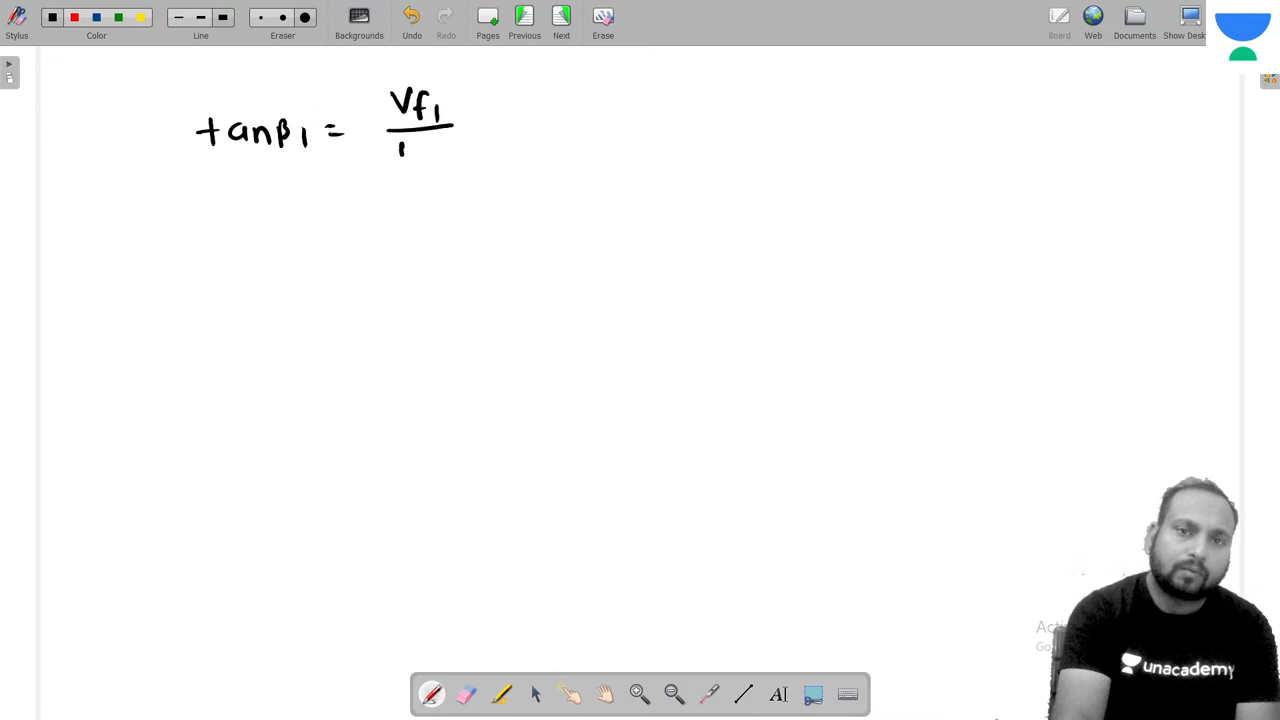 Stylus Color Line Eraser Backgrounds Undo Redo Pages Previous Next Erase Board Web Documents Show Desk
tanβ1 = Vf1
unacademy